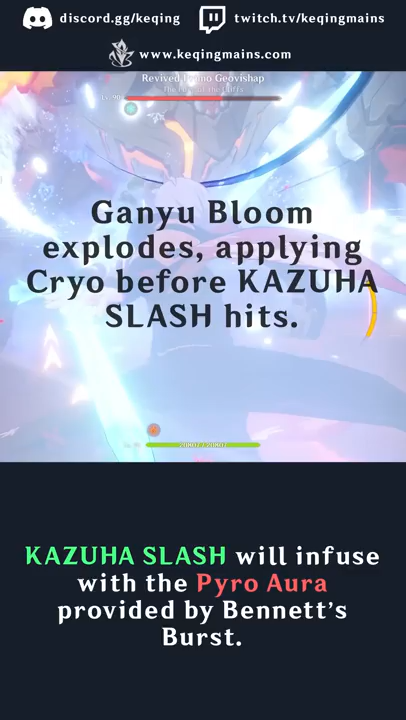 discord.gg/keqing
twitch.tv/keqingmains
www.keqingmains.com
Ganyu Bloom
explodes, applying
Cryo before KAZUHA
SLASH hits.
KAZUHA SLASH will infuse
with the Pyro Aura
provided by Bennett's
Burst.